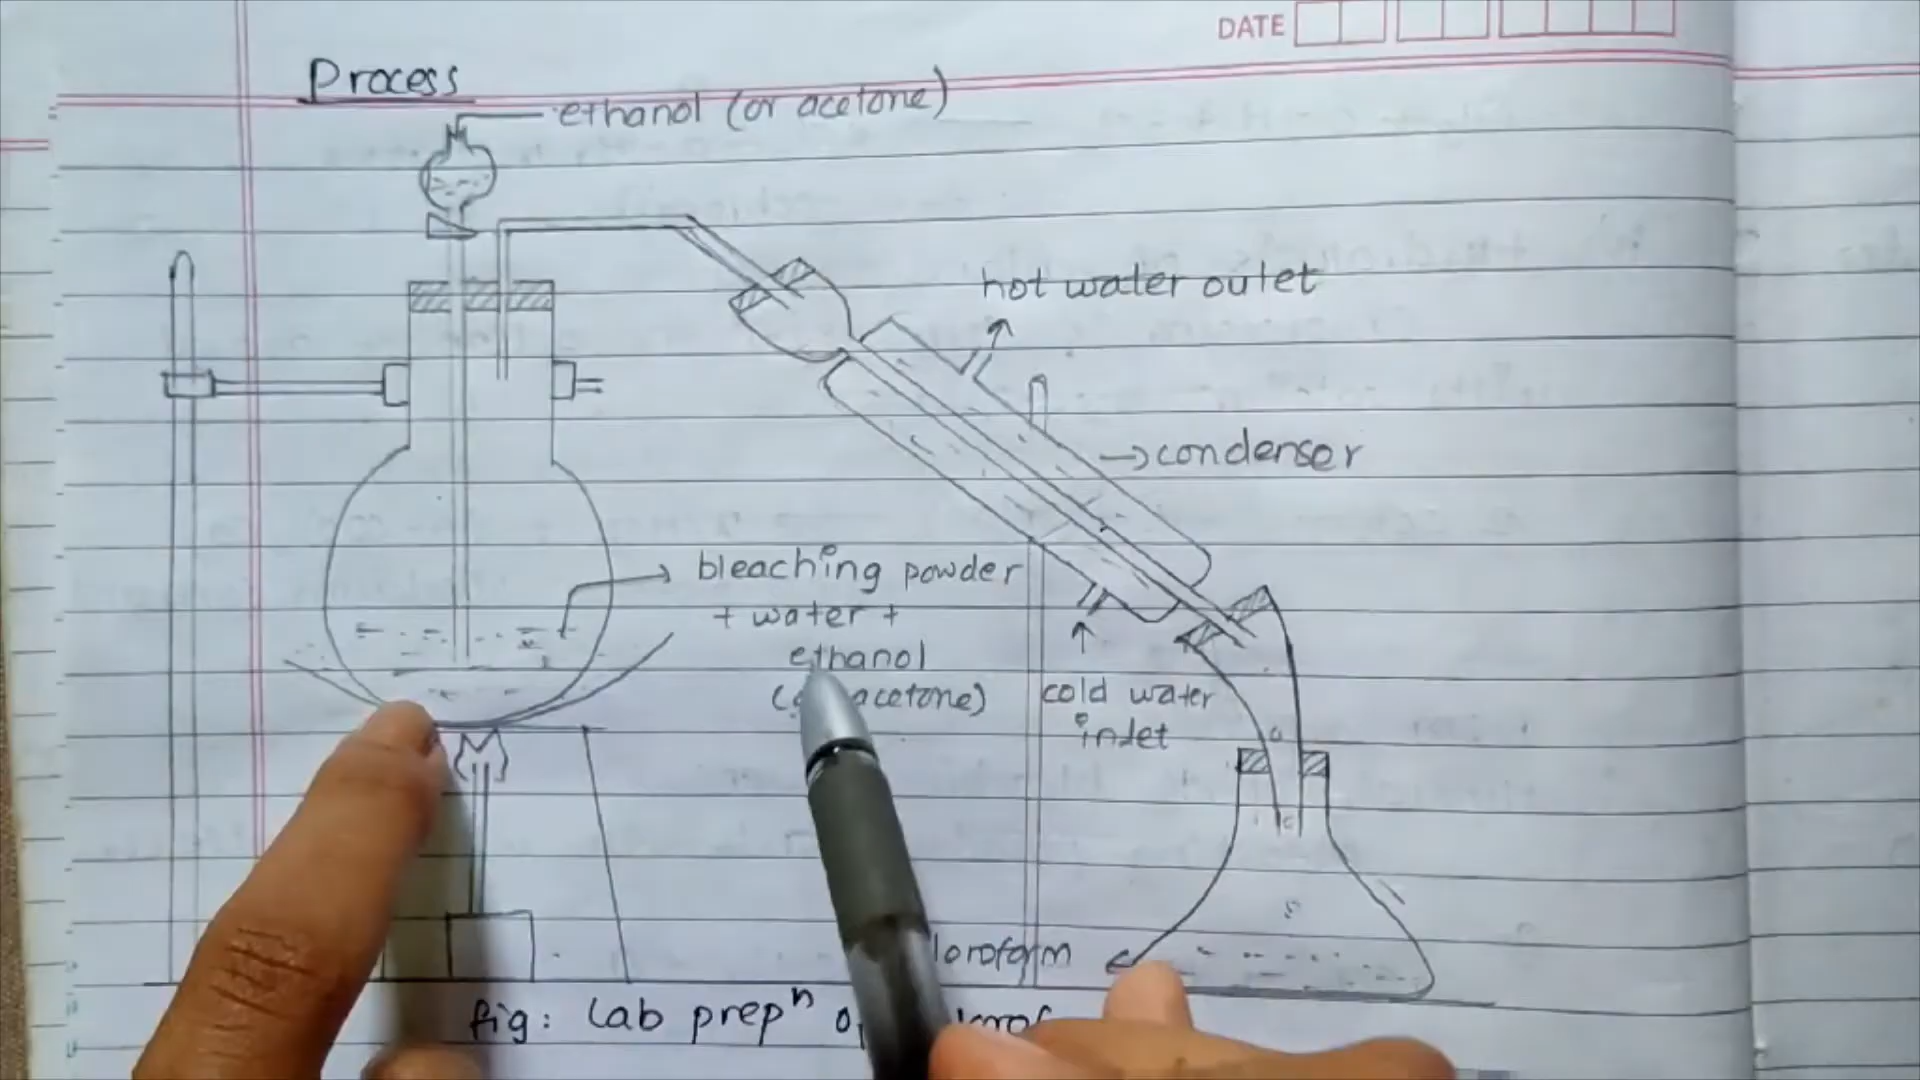 DATE
Process
ethanol (or acetone)
hot water outlet
→condenser
bleaching powder
+ water +
ethanol
acetone)
cold water
inlet
loroform
fig: Lab prepⁿ